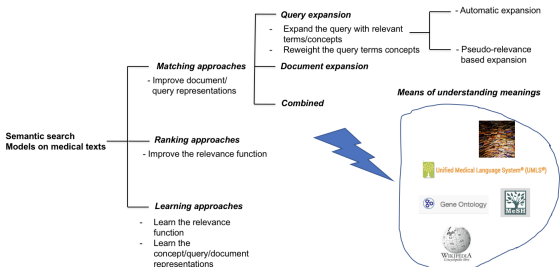 Query expansion
- Expand the query with relevant
terms/concepts
- Reweight the query terms concepts
- Automatic expansion
- Pseudo-relevance
based expansion
Matching approaches
- Improve document/
query representations
Document expansion
Combined
Means of understanding meanings
Semantic search
Models on medical texts
Ranking approaches
- Improve the relevance function
Unified Medical Language System® (UMLS®)
Gene Ontology
MeSH
WIKIPEDIA
Learning approaches
- Learn the relevance
function
- Learn the
concept/query/document
representations